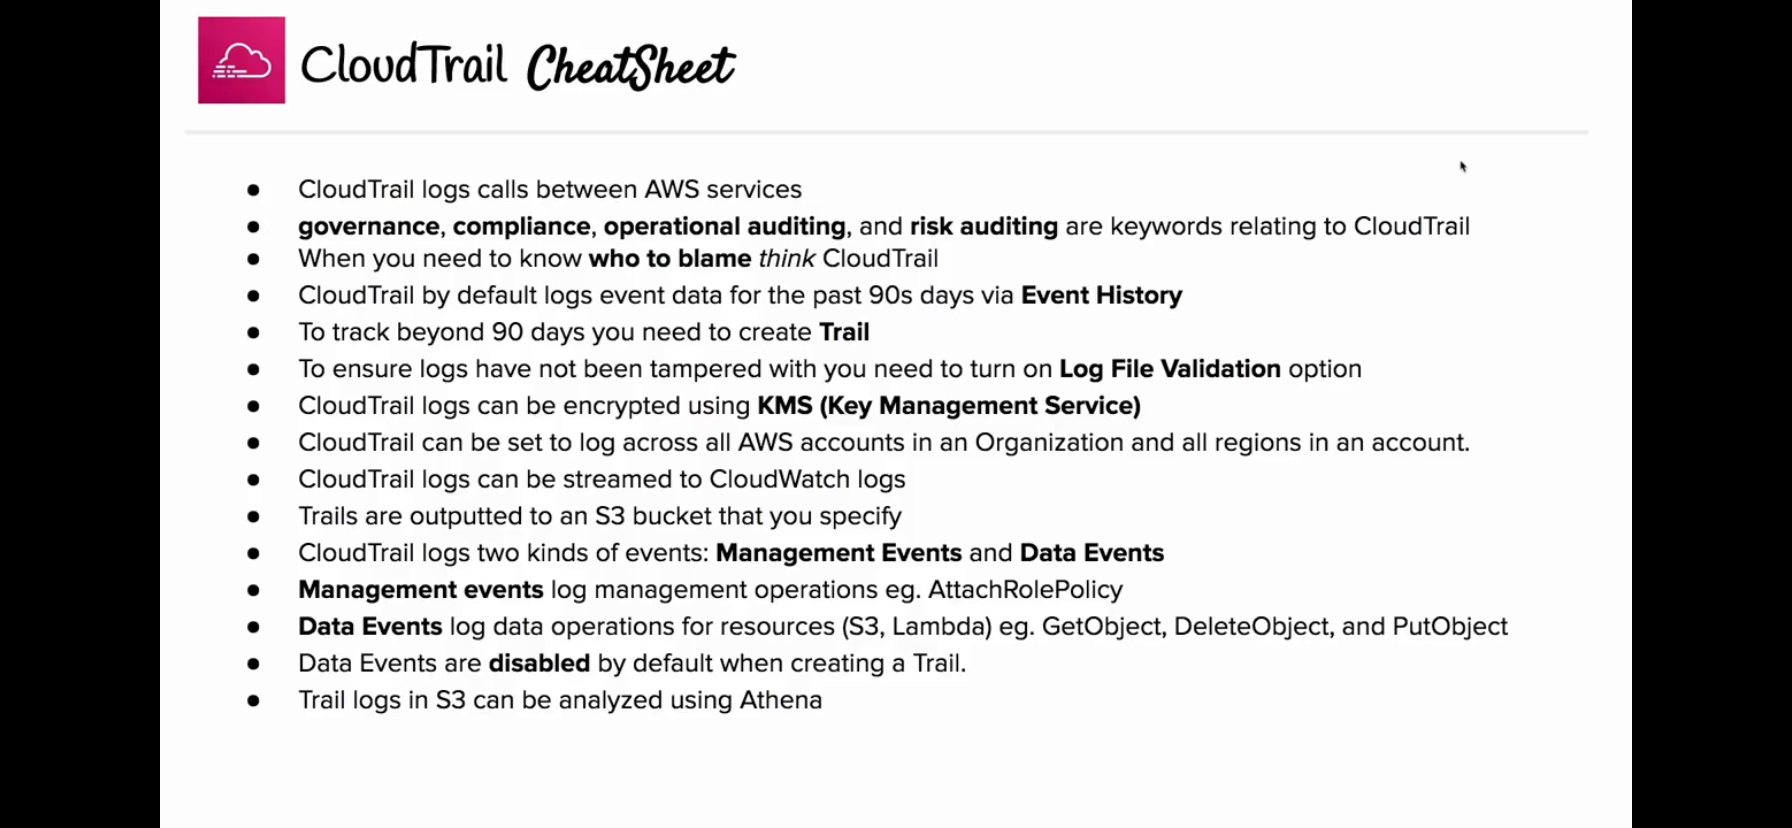 CloudTrail CheatSheet
● CloudTrail logs calls between AWS services
● governance, compliance, operational auditing, and risk auditing are keywords relating to CloudTrail
● When you need to know who to blame think CloudTrail
● CloudTrail by default logs event data for the past 90s days via Event History
● To track beyond 90 days you need to create Trail
● To ensure logs have not been tampered with you need to turn on Log File Validation option
● CloudTrail logs can be encrypted using KMS (Key Management Service)
● CloudTrail can be set to log across all AWS accounts in an Organization and all regions in an account.
● CloudTrail logs can be streamed to CloudWatch logs
● Trails are outputted to an S3 bucket that you specify
● CloudTrail logs two kinds of events: Management Events and Data Events
● Management events log management operations eg. AttachRolePolicy
● Data Events log data operations for resources (S3, Lambda) eg. GetObject, DeleteObject, and PutObject
● Data Events are disabled by default when creating a Trail.
● Trail logs in S3 can be analyzed using Athena